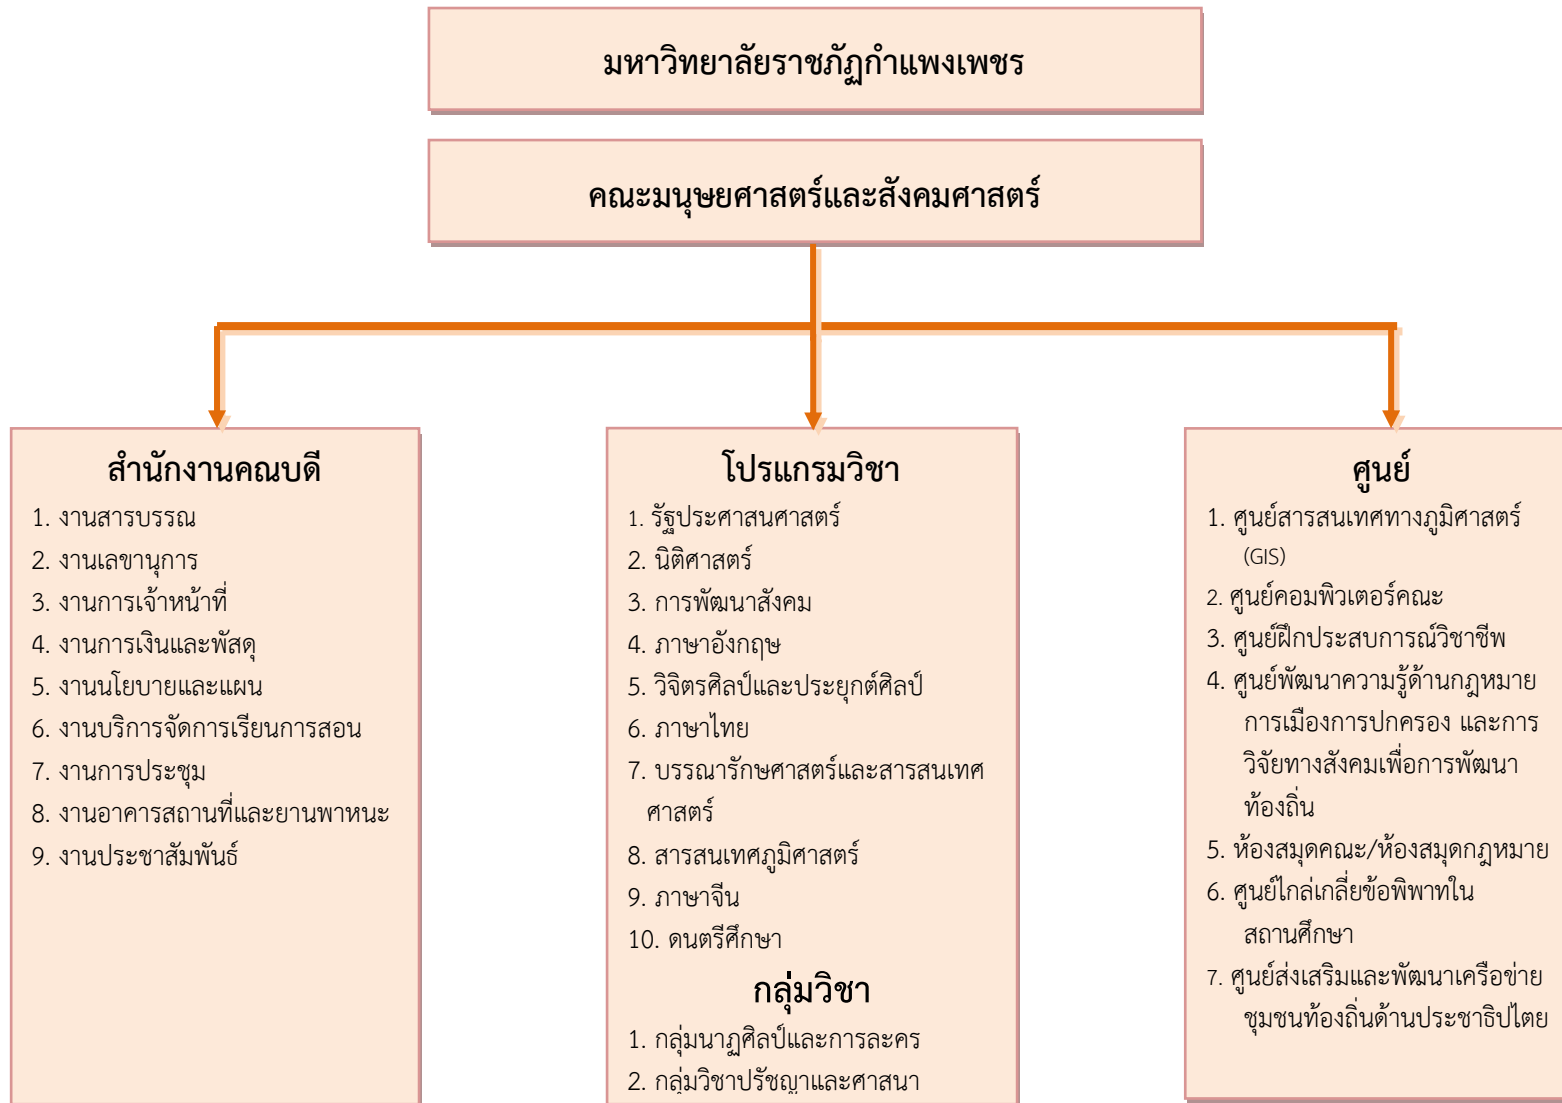 มหาวิทยาลัยราชภัฏกำแพงเพชร
คณะมนุษยศาสตร์และสังคมศาสตร์
สำนักงานคณบดี
1. งานสารบรรณ
2. งานเลขานุการ
3. งานการเจ้าหน้าที่
4. งานการเงินและพัสดุ
5. งานนโยบายและแผน
6. งานบริการจัดการเรียนการสอน
7. งานการประชุม
8. งานอาคารสถานที่และยานพาหนะ
9. งานประชาสัมพันธ์
โปรแกรมวิชา
1. รัฐประศาสนศาสตร์
2. นิติศาสตร์
3. การพัฒนาสังคม
4. ภาษาอังกฤษ
5. วิจิตรศิลป์และประยุกต์ศิลป์
6. ภาษาไทย
7. บรรณารักษศาสตร์และสารสนเทศ
ศาสตร์
8. สารสนเทศภูมิศาสตร์
9. ภาษาจีน
10. ดนตรีศึกษา
กลุ่มวิชา
1. กลุ่มนาฏศิลป์และการละคร
2. กลุ่มวิชาปรัชญาและศาสนา
ศูนย์
1. ศูนย์สารสนเทศทางภูมิศาสตร์
(GIS)
2. ศูนย์คอมพิวเตอร์คณะ
3. ศูนย์ฝึกประสบการณ์วิชาชีพ
4. ศูนย์พัฒนาความรู้ด้านกฎหมาย
การเมืองการปกครอง และการ
วิจัยทางสังคมเพื่อการพัฒนา
ท้องถิ่น
5. ห้องสมุดคณะ/ห้องสมุดกฎหมาย
6. ศูนย์ไกล่เกลี่ยข้อพิพาทใน
สถานศึกษา
7. ศูนย์ส่งเสริมและพัฒนาเครือข่าย
ชุมชนท้องถิ่นด้านประชาธิปไตย